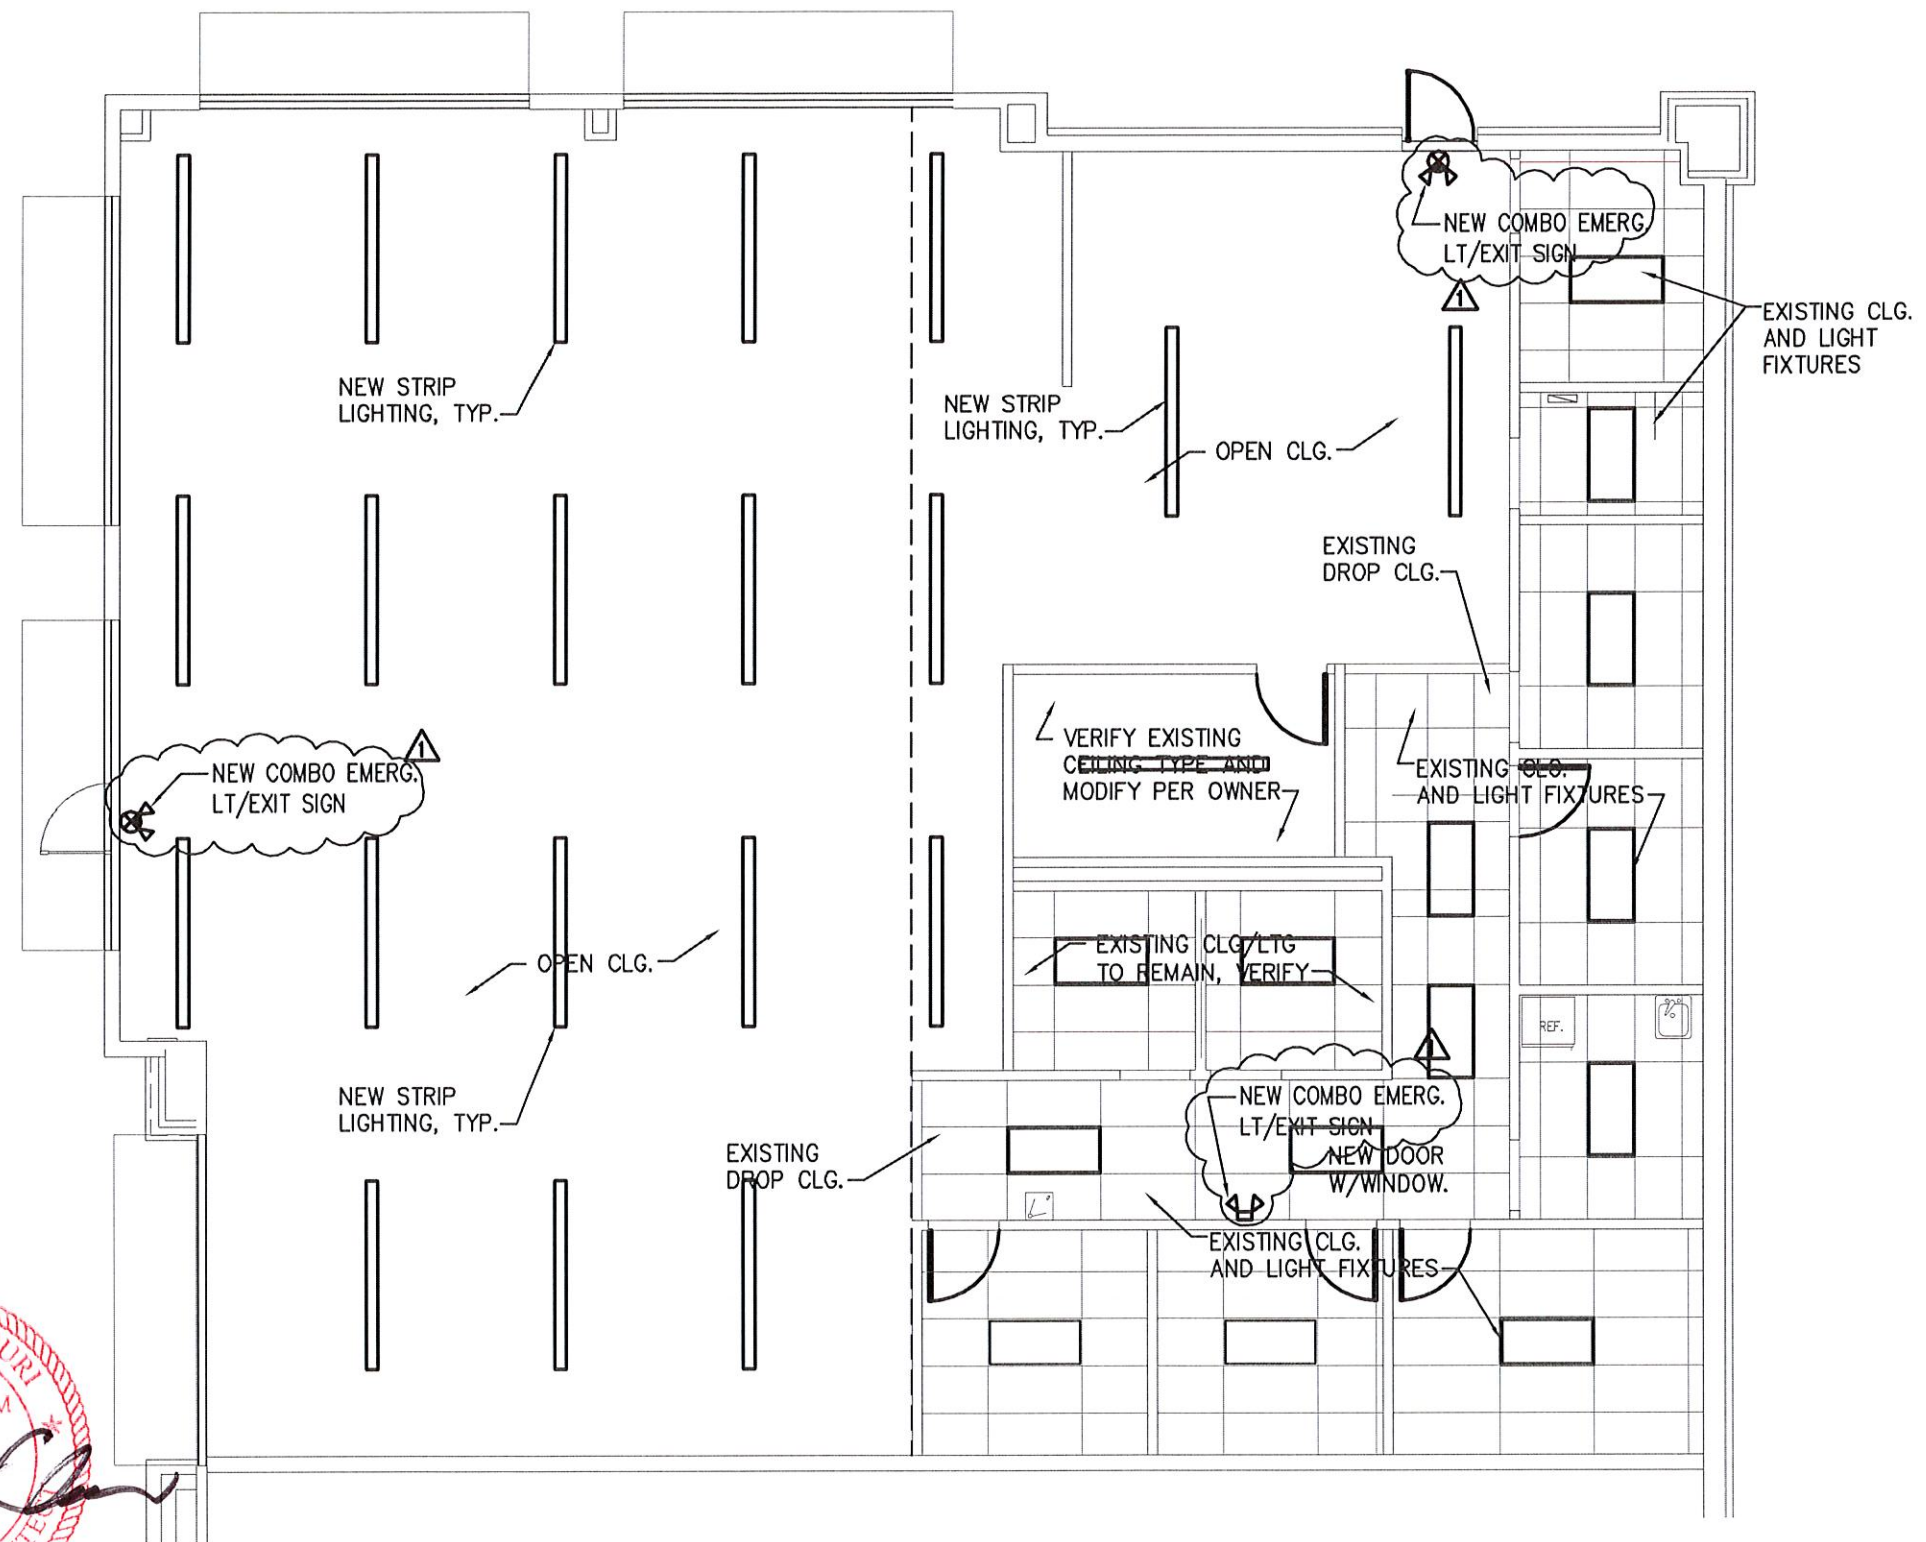 NEW COMBO EMERG.
LT/EXIT SIGN
1
EXISTING CLG.
AND LIGHT
FIXTURES
NEW STRIP
LIGHTING, TYP.
NEW STRIP
LIGHTING, TYP.
OPEN CLG.
EXISTING
DROP CLG.
VERIFY EXISTING
CEILING TYPE AND
MODIFY PER OWNER
1
NEW COMBO EMERG.
LT/EXIT SIGN
EXISTING CLG.
AND LIGHT FIXTURES
OPEN CLG.
EXISTING CLG/LTG
TO REMAIN, VERIFY
REF.
1
NEW COMBO EMERG.
LT/EXIT SIGN
NEW STRIP
LIGHTING, TYP.
NEW DOOR
W/WINDOW.
EXISTING
DROP CLG.
EXISTING CLG.
AND LIGHT FIXTURES